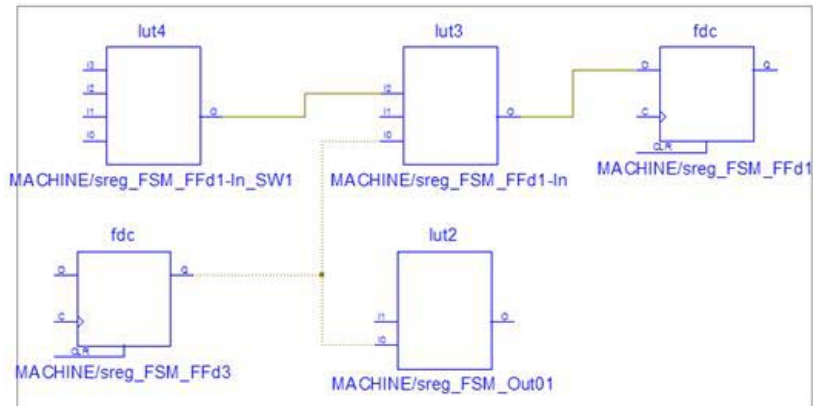 lut4
lut3
fdc
I3
I2
I1
I0
O
I2
I1
I0
O
D
C
CLR
Q
MACHINE/sreg_FSM_FFd1-In_SW1
MACHINE/sreg_FSM_FFd1-In
MACHINE/sreg_FSM_FFd1
fdc
lut2
D
C
CLR
Q
I1
I0
O
MACHINE/sreg_FSM_FFd3
MACHINE/sreg_FSM_Out01